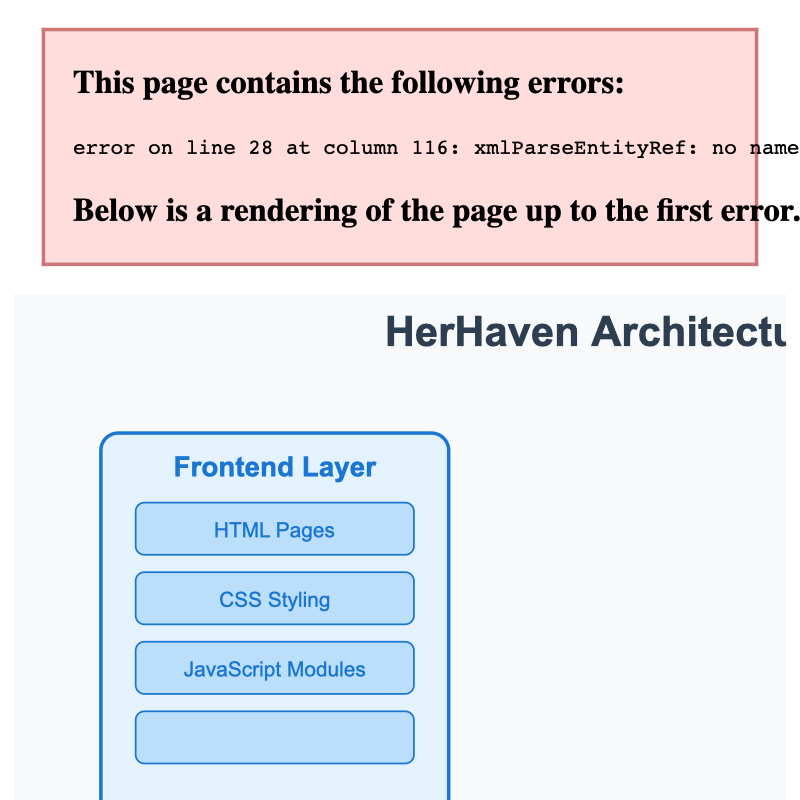 This page contains the following errors:
error on line 28 at column 116: xmlParseEntityRef: no name
Below is a rendering of the page up to the first error.
HerHaven Architectu
Frontend Layer
HTML Pages
CSS Styling
JavaScript Modules